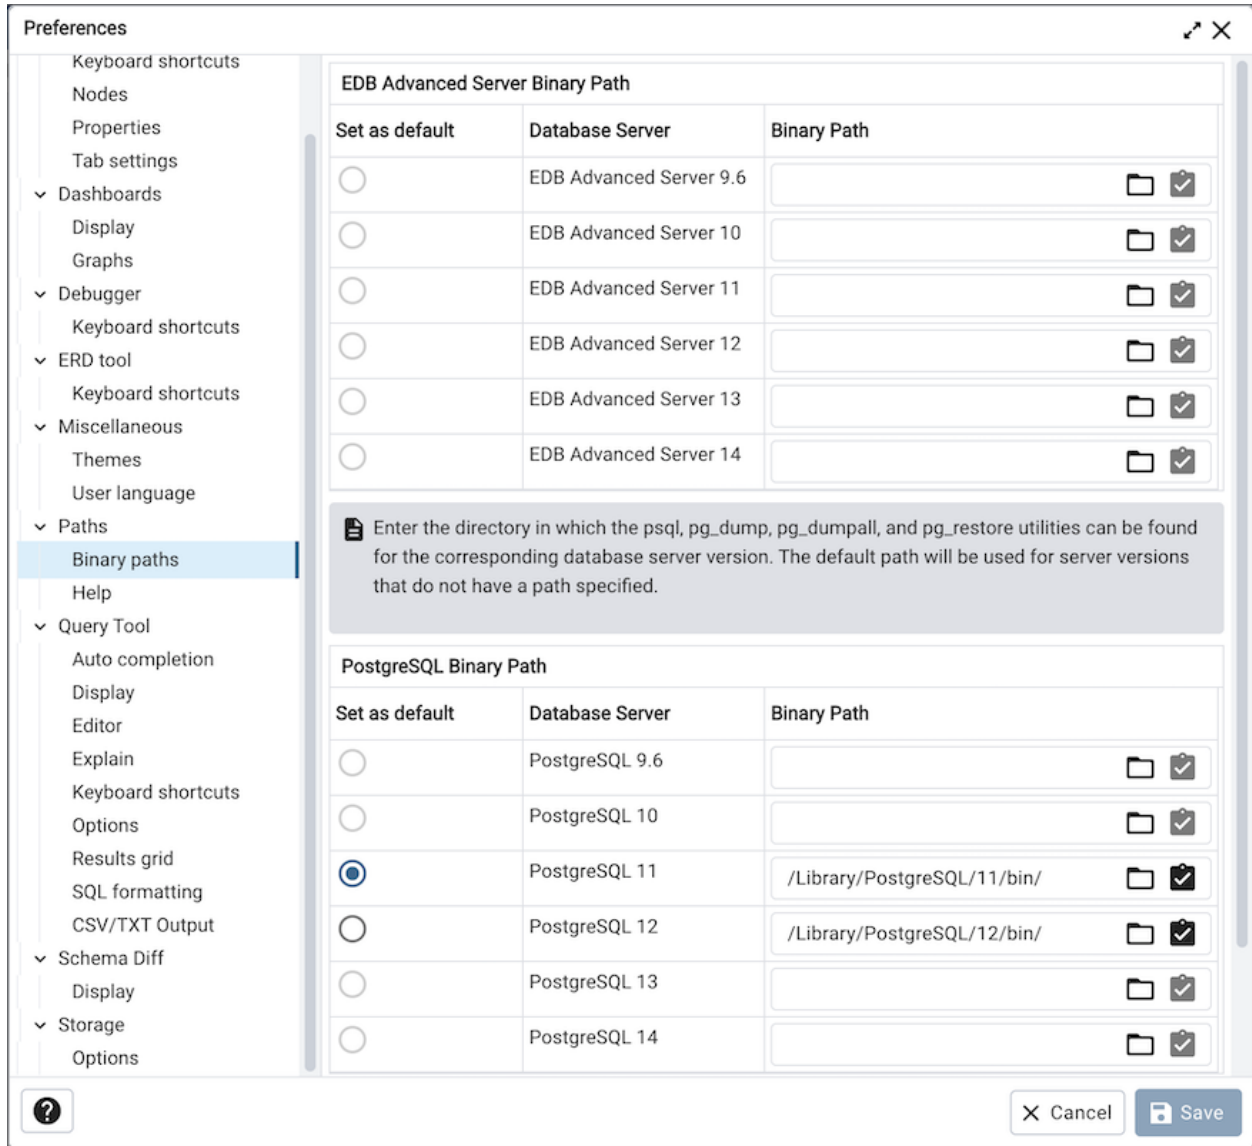 Preferences
Keyboard shortcuts
Nodes
Properties
Tab settings
Dashboards
Display
Graphs
Debugger
Keyboard shortcuts
ERD tool
Keyboard shortcuts
Miscellaneous
Themes
User language
Paths
Binary paths
Help
Query Tool
Auto completion
Display
Editor
Explain
Keyboard shortcuts
Options
Results grid
SQL formatting
CSV/TXT Output
Schema Diff
Display
Storage
Options
EDB Advanced Server Binary Path
Set as default Database Server Binary Path
EDB Advanced Server 9.6
EDB Advanced Server 10
EDB Advanced Server 11
EDB Advanced Server 12
EDB Advanced Server 13
EDB Advanced Server 14
Enter the directory in which the psql, pg_dump, pg_dumpall, and pg_restore utilities can be found
for the corresponding database server version. The default path will be used for server versions
that do not have a path specified.
PostgreSQL Binary Path
Set as default Database Server Binary Path
PostgreSQL 9.6
PostgreSQL 10
PostgreSQL 11 /Library/PostgreSQL/11/bin/
PostgreSQL 12 /Library/PostgreSQL/12/bin/
PostgreSQL 13
PostgreSQL 14
? Cancel Save